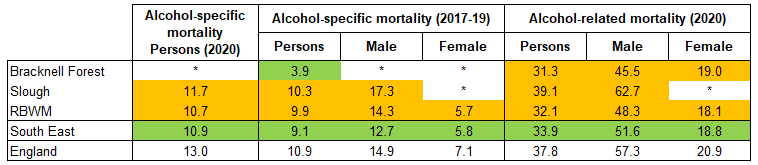 Alcohol-specific mortality Persons (2020) Alcohol-specific mortality (2017-19) Alcohol-related mortality (2020)
Persons Male Female Persons Male Female
Bracknell Forest * 3.9 * * 31.3 45.5 19.0
Slough 11.7 10.3 17.3 * 39.1 62.7 *
RBWM 10.7 9.9 14.3 5.7 32.1 48.3 18.1
South East 10.9 9.1 12.7 5.8 33.9 51.6 18.8
England 13.0 10.9 14.9 7.1 37.8 57.3 20.9